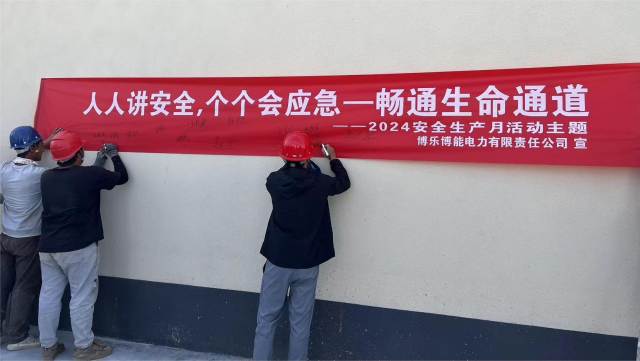 人人讲安全,个个会应急—畅通生命通道
——2024安全生产月活动主题
博乐博能电力有限责任公司 宣